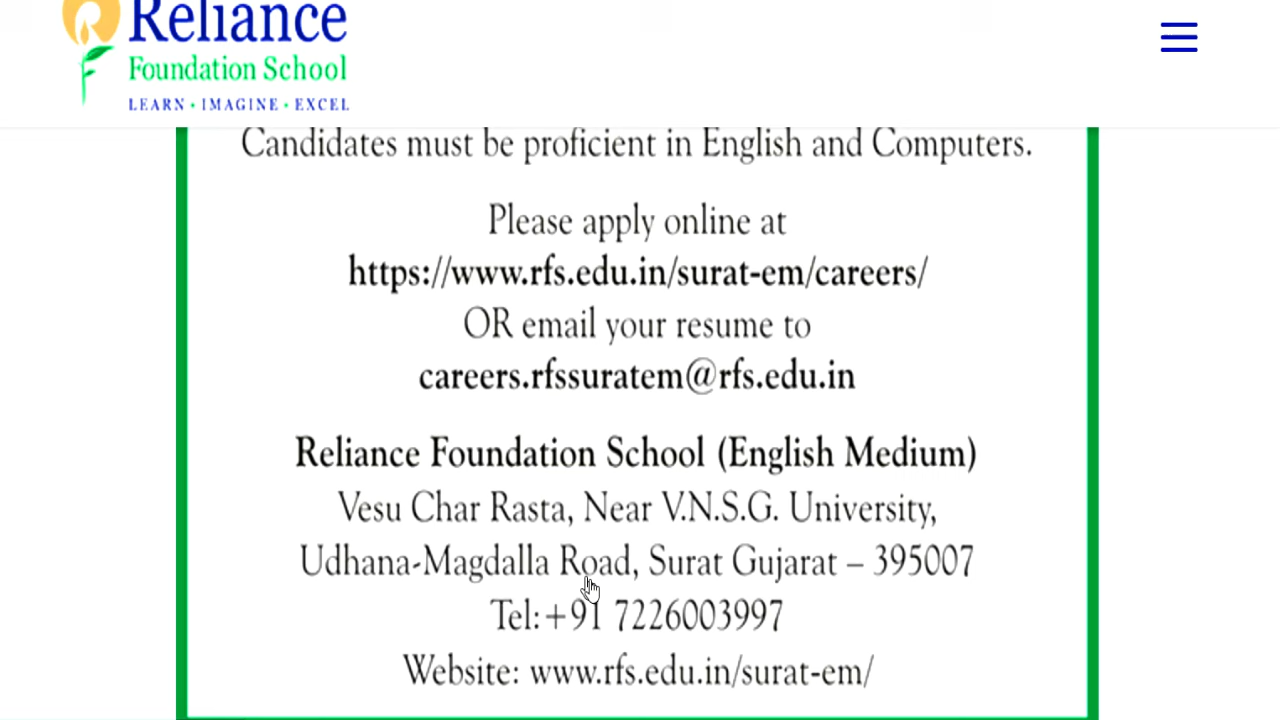 Reliance
Foundation School
LEARN • IMAGINE • EXCEL
Candidates must be proficient in English and Computers.
Please apply online at
https://www.rfs.edu.in/surat-em/careers/
OR email your resume to
careers.rfssuratem@rfs.edu.in
Reliance Foundation School (English Medium)
Vesu Char Rasta, Near V.N.S.G. University,
Udhana-Magdalla Road, Surat Gujarat – 395007
Tel:+91 7226003997
Website: www.rfs.edu.in/surat-em/